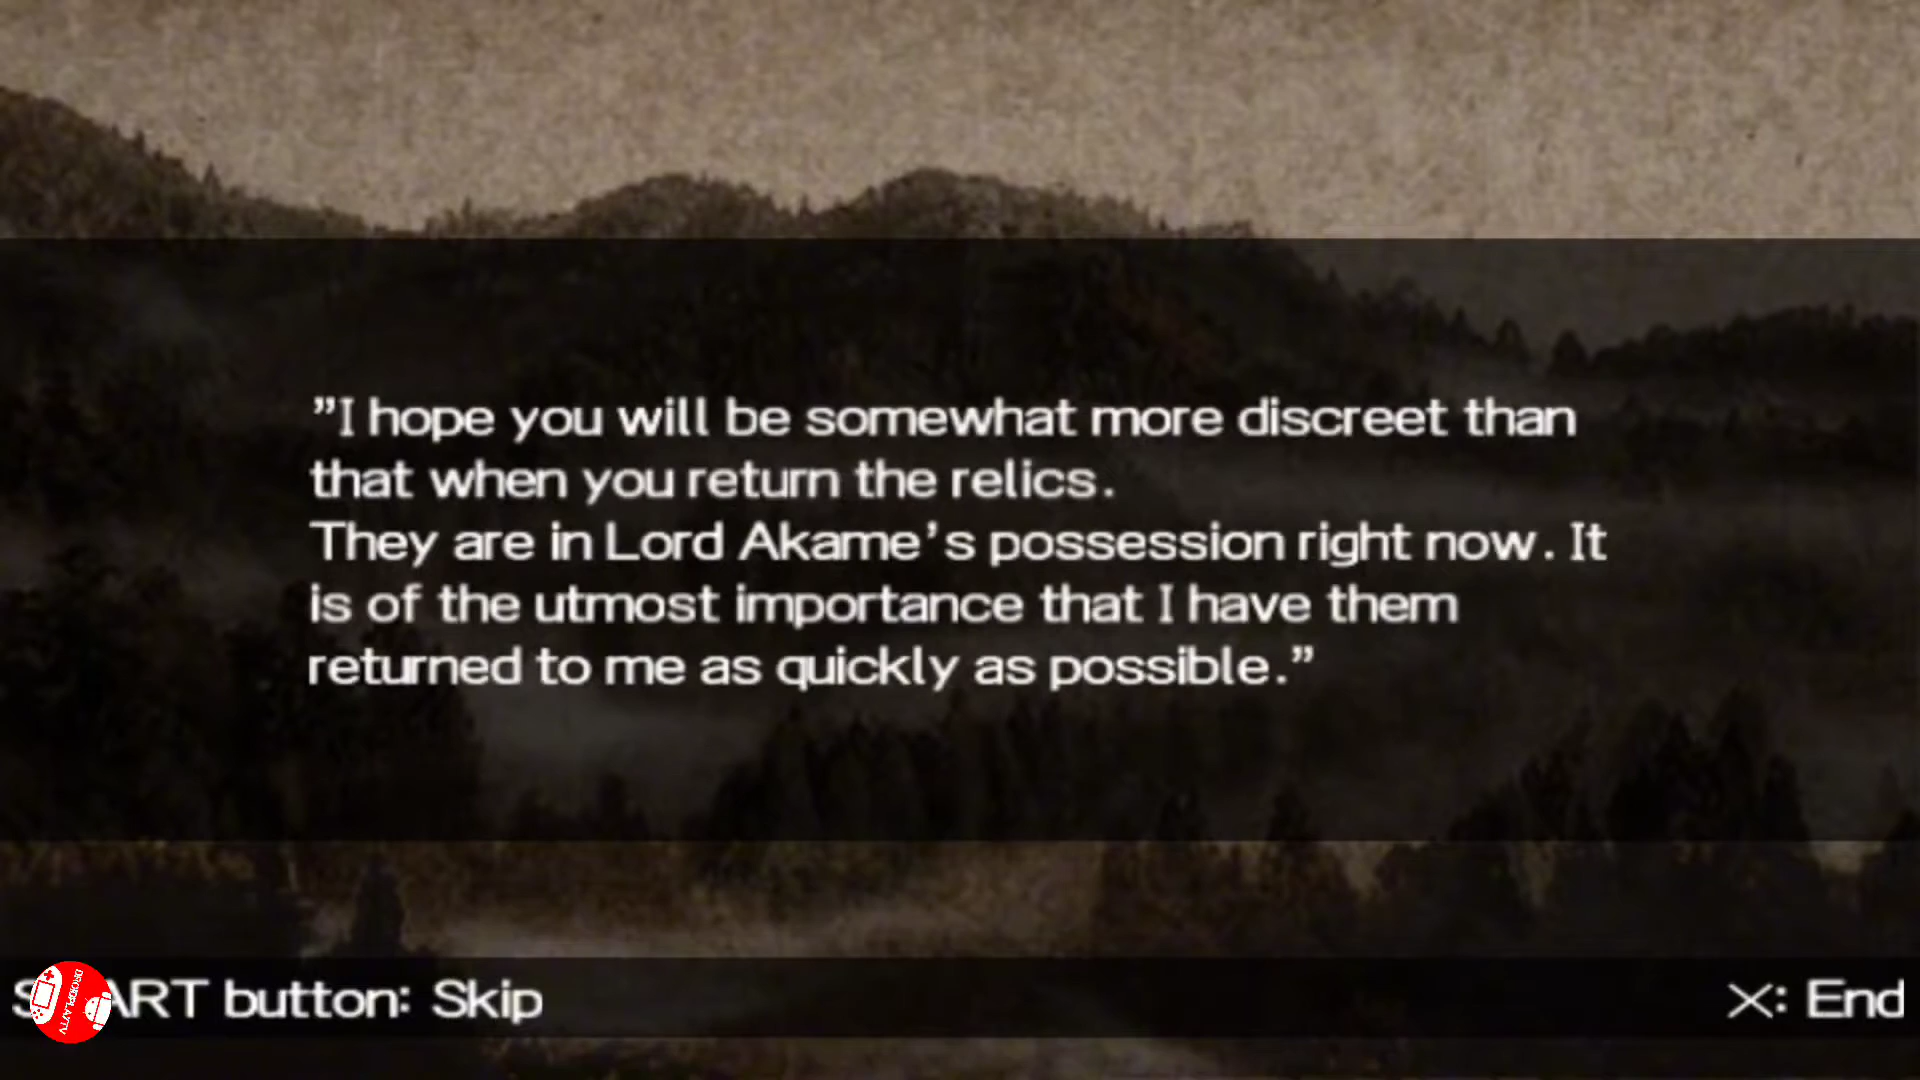 ”I hope you will be somewhat more discreet than
that when you return the relics.
They are in Lord Akame’s possession right now. It
is of the utmost importance that I have them
returned to me as quickly as possible.”
START button: Skip
X: End
DROIDPLAYTV